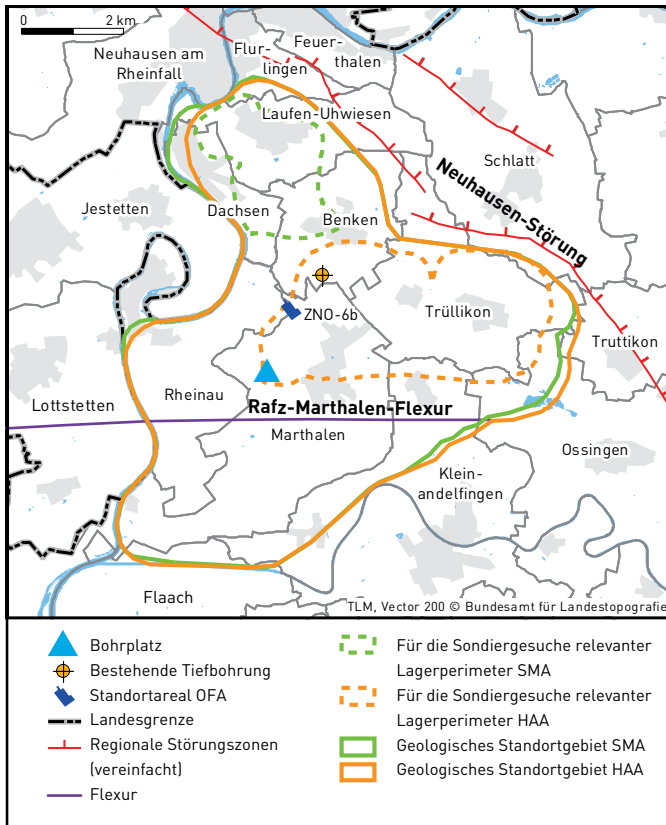 0 2 km
Neuhausen am
Rheinfall
Flur-
lingen
Feuer-
thalen
Laufen-Uhwiesen
Schlatt
Neuhausen-Störung
Jestetten
Dachsen
Benken
ZNO-6b
Trüllikon
Truttikon
Rheinau
Lottstetten
Rafz-Marthalen-Flexur
Marthalen
Ossingen
Klein-
andelfingen
Flaach
TLM, Vector 200 © Bundesamt für Landestopografie
Bohrplatz
Bestehende Tiefbohrung
Standortareal OFA
Landesgrenze
Regionale Störungszonen
(vereinfacht)
Flexur
Für die Sondiergesuche relevanter
Lagerperimeter SMA
Für die Sondiergesuche relevanter
Lagerperimeter HAA
Geologisches Standortgebiet SMA
Geologisches Standortgebiet HAA